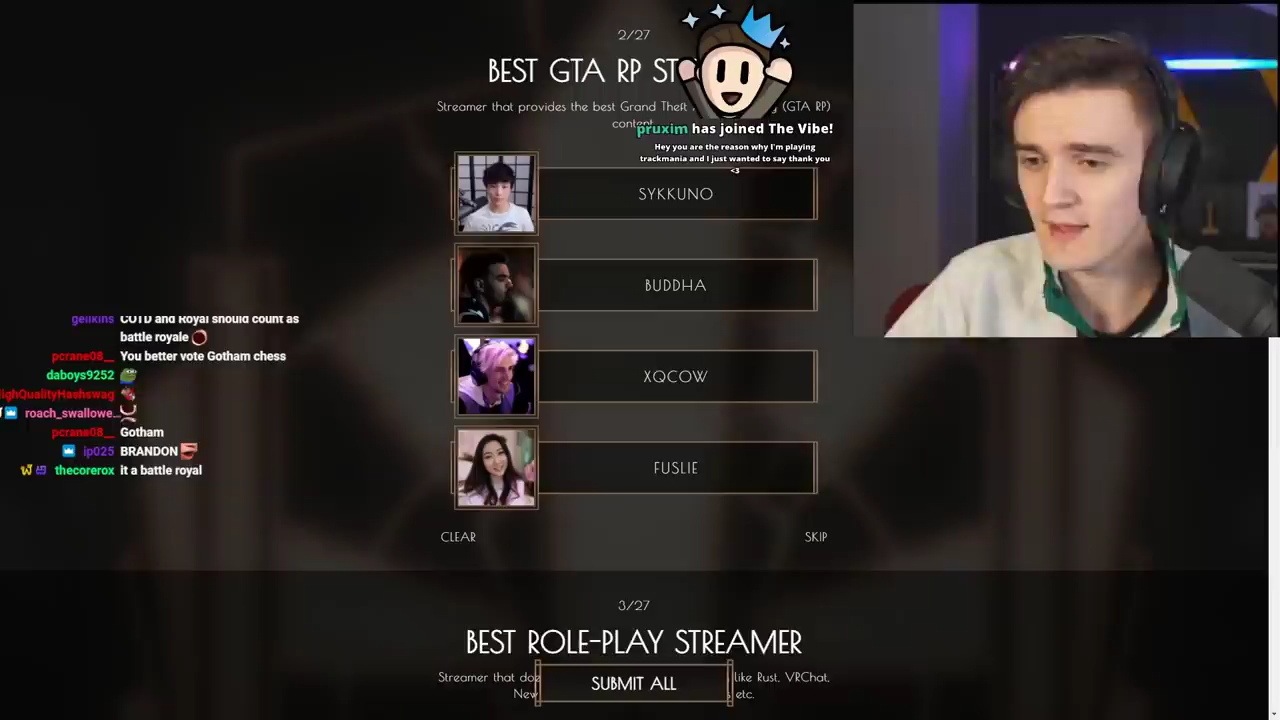 2/27
BEST GTA RP
Streamer that provides the best Grand Theft (GTA RP)
content
pruxim has joined The Vibe!
Hey you are the reason why I'm playing
trackmania and I just wanted to say thank you
<3
SYKKUNO
BUDDHA
XQCOW
FUSLIE
CLEAR
SKIP
gellkins COTD and Royal should count as
battle royale
pcrane08__ You better vote Gotham chess
daboys9252
HighQualityHashswag
roach_swallowe...
pcrane08__ Gotham
ip025 BRANDON
thecorerox it a battle royal
3/27
BEST ROLE-PLAY STREAMER
Streamer that like Rust, VRChat,
New etc.
SUBMIT ALL